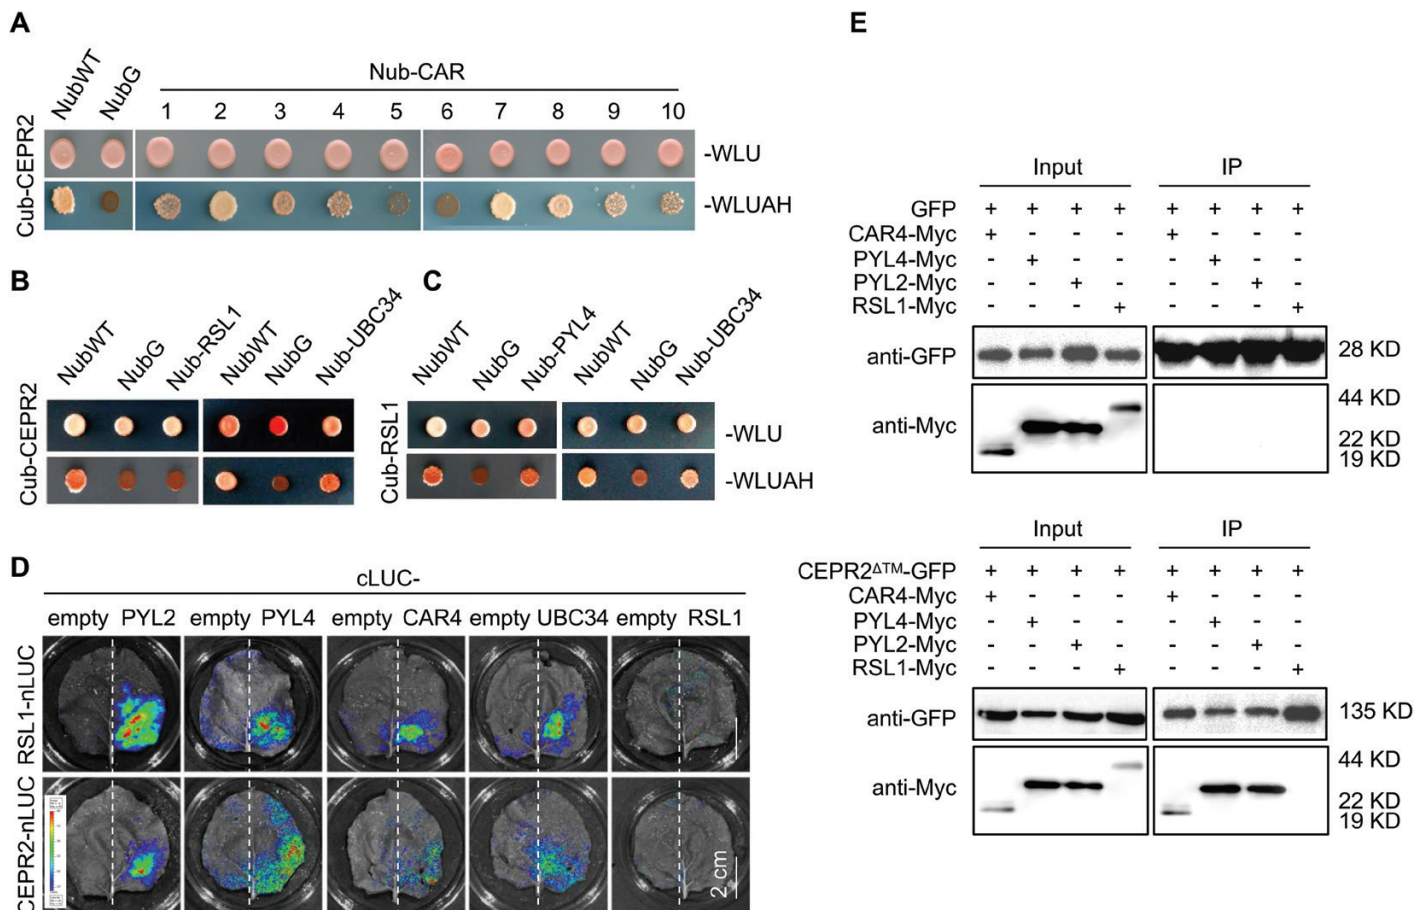 A
NubWT
NubG
Nub-CAR
1 2 3 4 5 6 7 8 9 10
Cub-CEPR2
-WLU
-WLUAH
B
NubWT
NubG
Nub-RSL1
NubWT
NubG
Nub-UBC34
Cub-CEPR2
C
NubWT
NubG
Nub-PYL4
NubWT
NubG
Nub-UBC34
Cub-RSL1
-WLU
-WLUAH
D
cLUC-
empty PYL2 empty PYL4 empty CAR4 empty UBC34 empty RSL1
RSL1-nLUC
CEPR2-nLUC
2 cm
E
Input IP
GFP + + + + + + + +
CAR4-Myc + - - - + - - -
PYL4-Myc - + - - - + - -
PYL2-Myc - - + - - - + -
RSL1-Myc - - - + - - - +
anti-GFP 28 KD
44 KD
anti-Myc
22 KD
19 KD
Input IP
CEPR2ΔTM-GFP + + + + + + + +
CAR4-Myc + - - - + - - -
PYL4-Myc - + - - - + - -
PYL2-Myc - - + - - - + -
RSL1-Myc - - - + - - - +
anti-GFP 135 KD
44 KD
anti-Myc
22 KD
19 KD